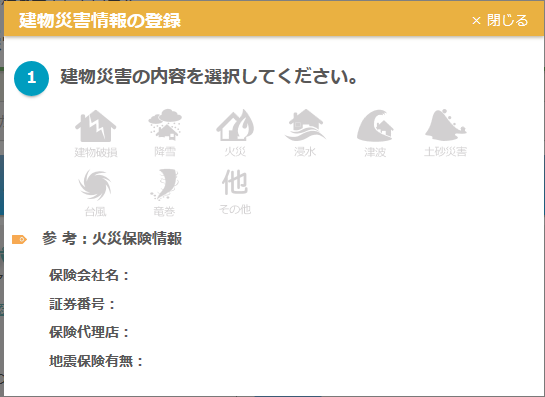 建物災害情報の登録
× 閉じる
1 建物災害の内容を選択してください。
建物破損 降雪 火災 浸水 津波 土砂災害
他
台風 竜巻 その他
参 考：火災保険情報
保険会社名：
証券番号：
保険代理店：
地震保険有無：